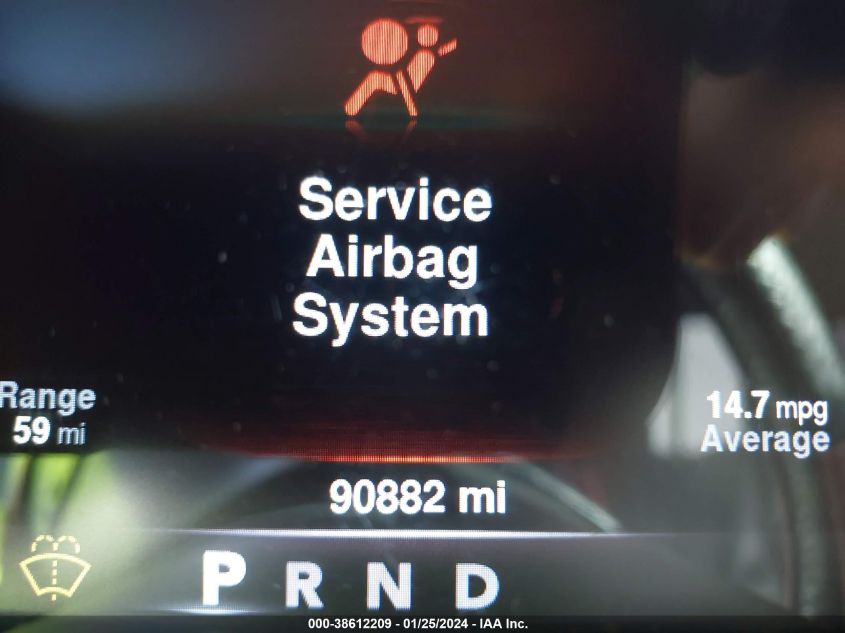 Service
Airbag
System
Range
59 mi
14.7 mpg
Average
90882 mi
P R N D
000-38612209 - 01/25/2024 - IAA Inc.